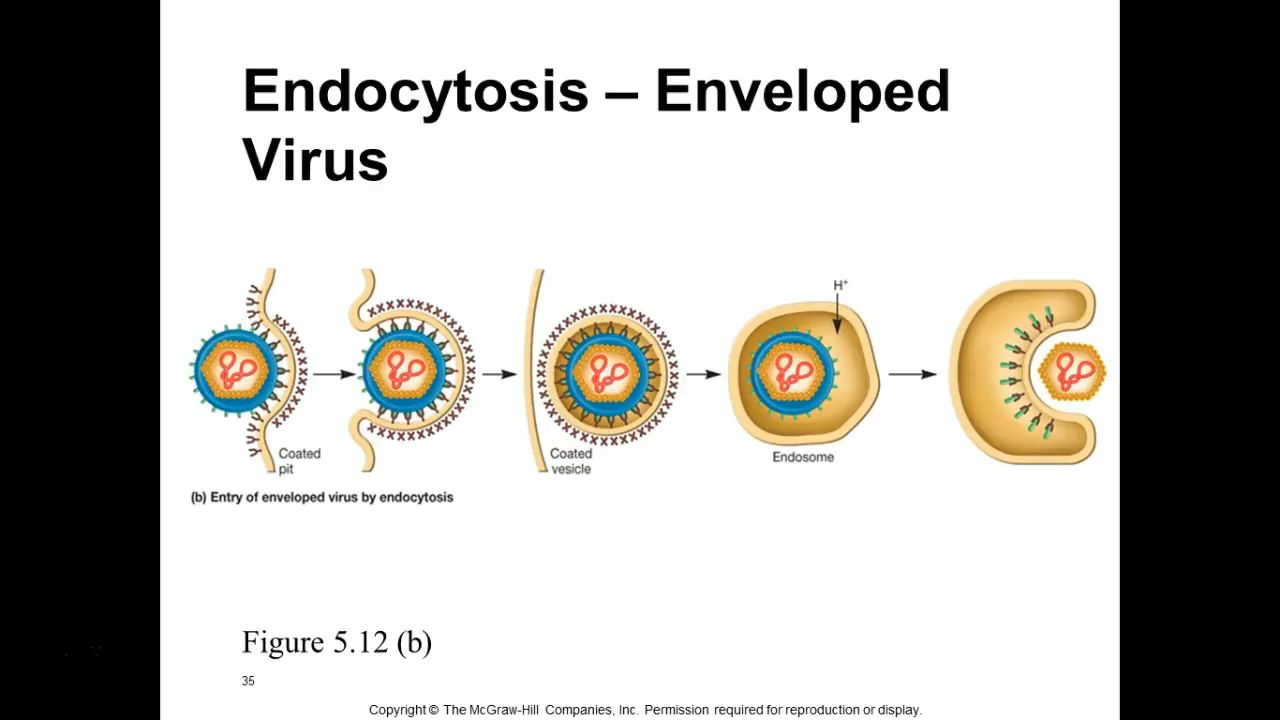 Endocytosis – Enveloped
Virus
H⁺
Coated
pit
Coated
vesicle
Endosome
(b) Entry of enveloped virus by endocytosis
Figure 5.12 (b)
35
Copyright © The McGraw-Hill Companies, Inc. Permission required for reproduction or display.